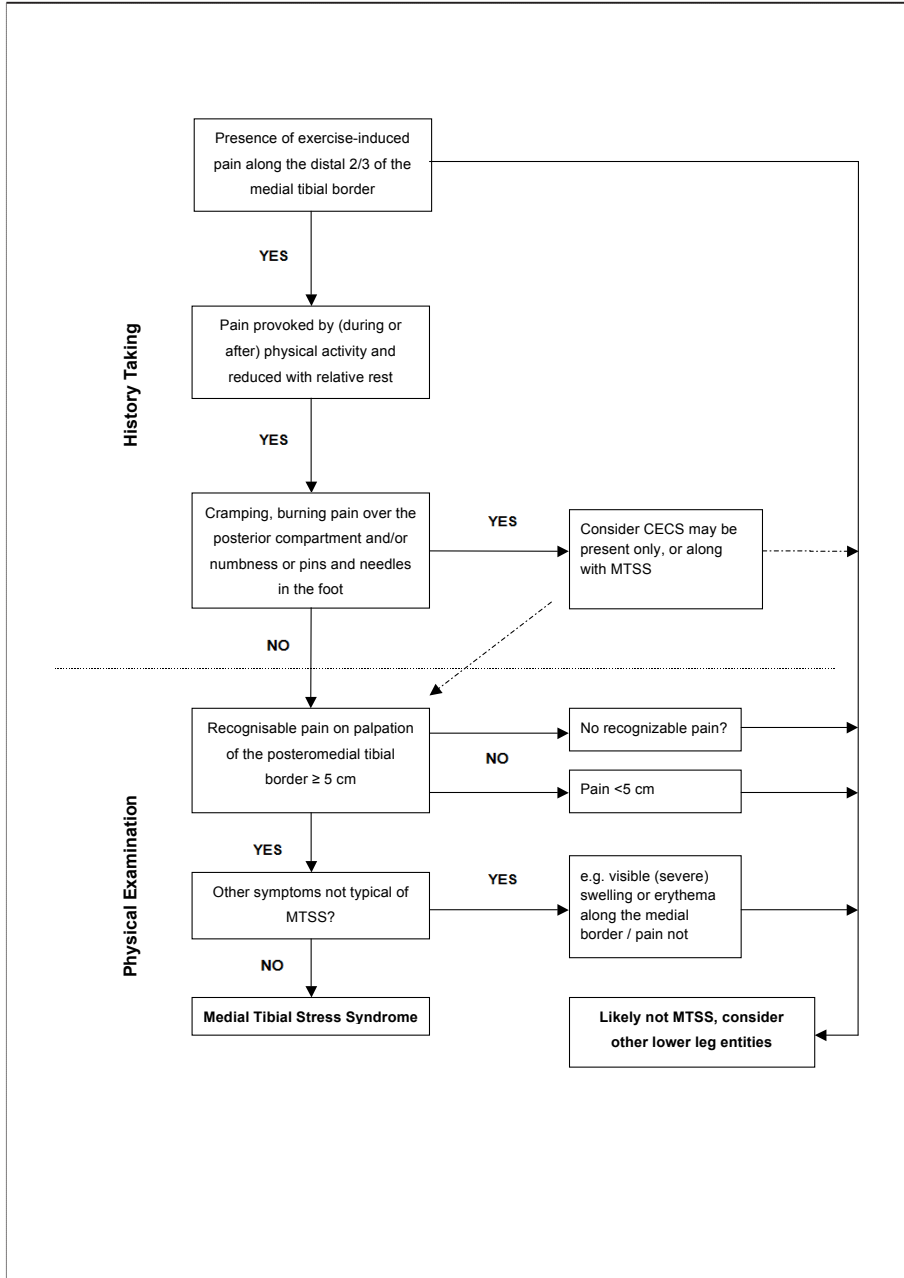 Presence of exercise-induced
pain along the distal 2/3 of the
medial tibial border
YES
History Taking
Pain provoked by (during or
after) physical activity and
reduced with relative rest
YES
Cramping, burning pain over the
posterior compartment and/or
numbness or pins and needles
in the foot
YES
Consider CECS may be
present only, or along
with MTSS
NO
Physical Examination
Recognisable pain on palpation
of the posteromedial tibial
border ≥ 5 cm
NO
No recognizable pain?
Pain <5 cm
YES
Other symptoms not typical of
MTSS?
YES
e.g. visible (severe)
swelling or erythema
along the medial
border / pain not
NO
Medial Tibial Stress Syndrome
Likely not MTSS, consider
other lower leg entities